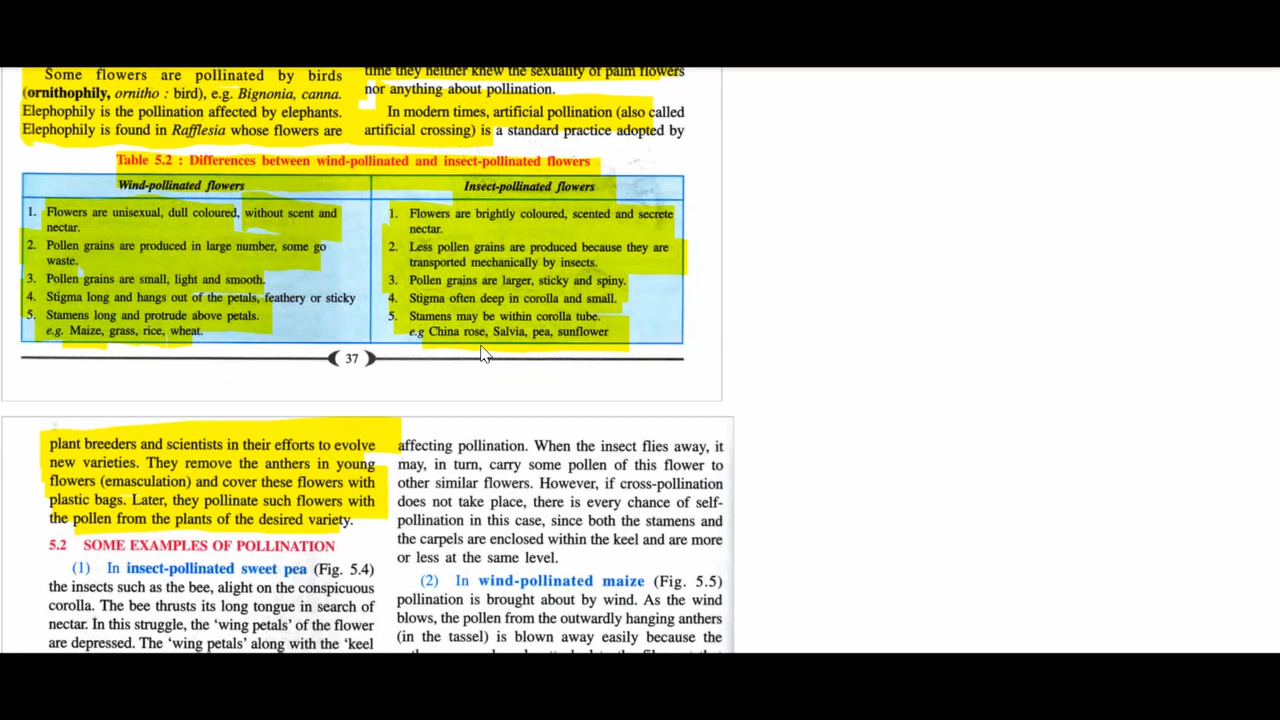 Some flowers are pollinated by birds
(ornithophily, ornitho : bird), e.g. Bignonia, canna.
Elephophily is the pollination affected by elephants.
Elephophily is found in Rafflesia whose flowers are
time they neither knew the sexuality of palm flowers
nor anything about pollination.
In modern times, artificial pollination (also called
artificial crossing) is a standard practice adopted by
Table 5.2 : Differences between wind-pollinated and insect-pollinated flowers
Wind-pollinated flowers
1. Flowers are unisexual, dull coloured, without scent and
nectar.
2. Pollen grains are produced in large number, some go
waste.
3. Pollen grains are small, light and smooth.
4. Stigma long and hangs out of the petals, feathery or sticky
5. Stamens long and protrude above petals.
e.g. Maize, grass, rice, wheat.
Insect-pollinated flowers
1. Flowers are brightly coloured, scented and secrete
nectar.
2. Less pollen grains are produced because they are
transported mechanically by insects.
3. Pollen grains are larger, sticky and spiny.
4. Stigma often deep in corolla and small.
5. Stamens may be within corolla tube.
e.g China rose, Salvia, pea, sunflower
37
plant breeders and scientists in their efforts to evolve
new varieties. They remove the anthers in young
flowers (emasculation) and cover these flowers with
plastic bags. Later, they pollinate such flowers with
the pollen from the plants of the desired variety.
5.2 SOME EXAMPLES OF POLLINATION
(1) In insect-pollinated sweet pea (Fig. 5.4)
the insects such as the bee, alight on the conspicuous
corolla. The bee thrusts its long tongue in search of
nectar. In this struggle, the ‘wing petals’ of the flower
are depressed. The ‘wing petals’ along with the ‘keel
affecting pollination. When the insect flies away, it
may, in turn, carry some pollen of this flower to
other similar flowers. However, if cross-pollination
does not take place, there is every chance of self-
pollination in this case, since both the stamens and
the carpels are enclosed within the keel and are more
or less at the same level.
(2) In wind-pollinated maize (Fig. 5.5)
pollination is brought about by wind. As the wind
blows, the pollen from the outwardly hanging anthers
(in the tassel) is blown away easily because the